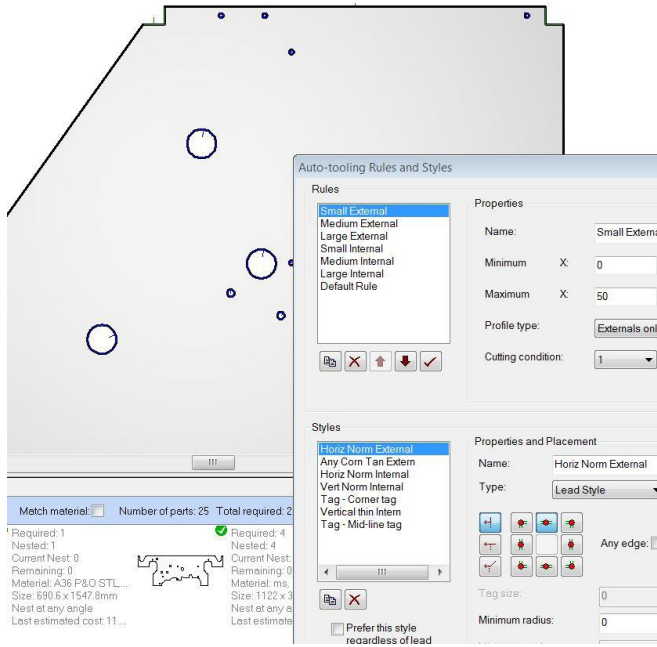 Auto-tooling Rules and Styles
Rules
Small External
Medium External
Large External
Small Internal
Medium Internal
Large Internal
Default Rule
Properties
Name: Small Externa
Minimum X: 0
Maximum X: 50
Profile type: Externals onl
Cutting condition: 1
Styles
Horiz Norm External
Any Corn Tan Extern
Horiz Norm Internal
Vert Norm Internal
Tag - Corner tag
Vertical thin Intern
Tag - Mid-line tag
Prefer this style
regardless of lead
Properties and Placement
Name: Horiz Norm External
Type: Lead Style
Any edge:
Tag size: 0
Minimum radius: 0
Match material: Number of parts: 25 Total required: 2
Required: 1
Nested: 1
Current Nest: 0
Remaining: 0
Material: A36 P&O STL,...
Size: 690.6 x 1547.8mm
Nest at any angle
Last estimated cost: 11....
Required: 4
Nested: 4
Current Nest:
Remaining: 0
Material: ms,
Size: 1122 x 3
Nest at any a
Last estimate